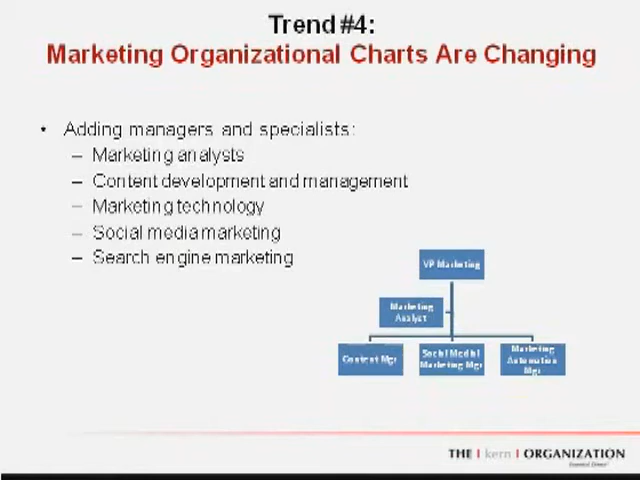 Trend #4:
Marketing Organizational Charts Are Changing
• Adding managers and specialists:
– Marketing analysts
– Content development and management
– Marketing technology
– Social media marketing
– Search engine marketing
VP Marketing
Marketing
Analyst
Content Mgr
Social Media/
Marketing Mgr
Marketing
Automation
Mgr
THE | kern | ORGANIZATION